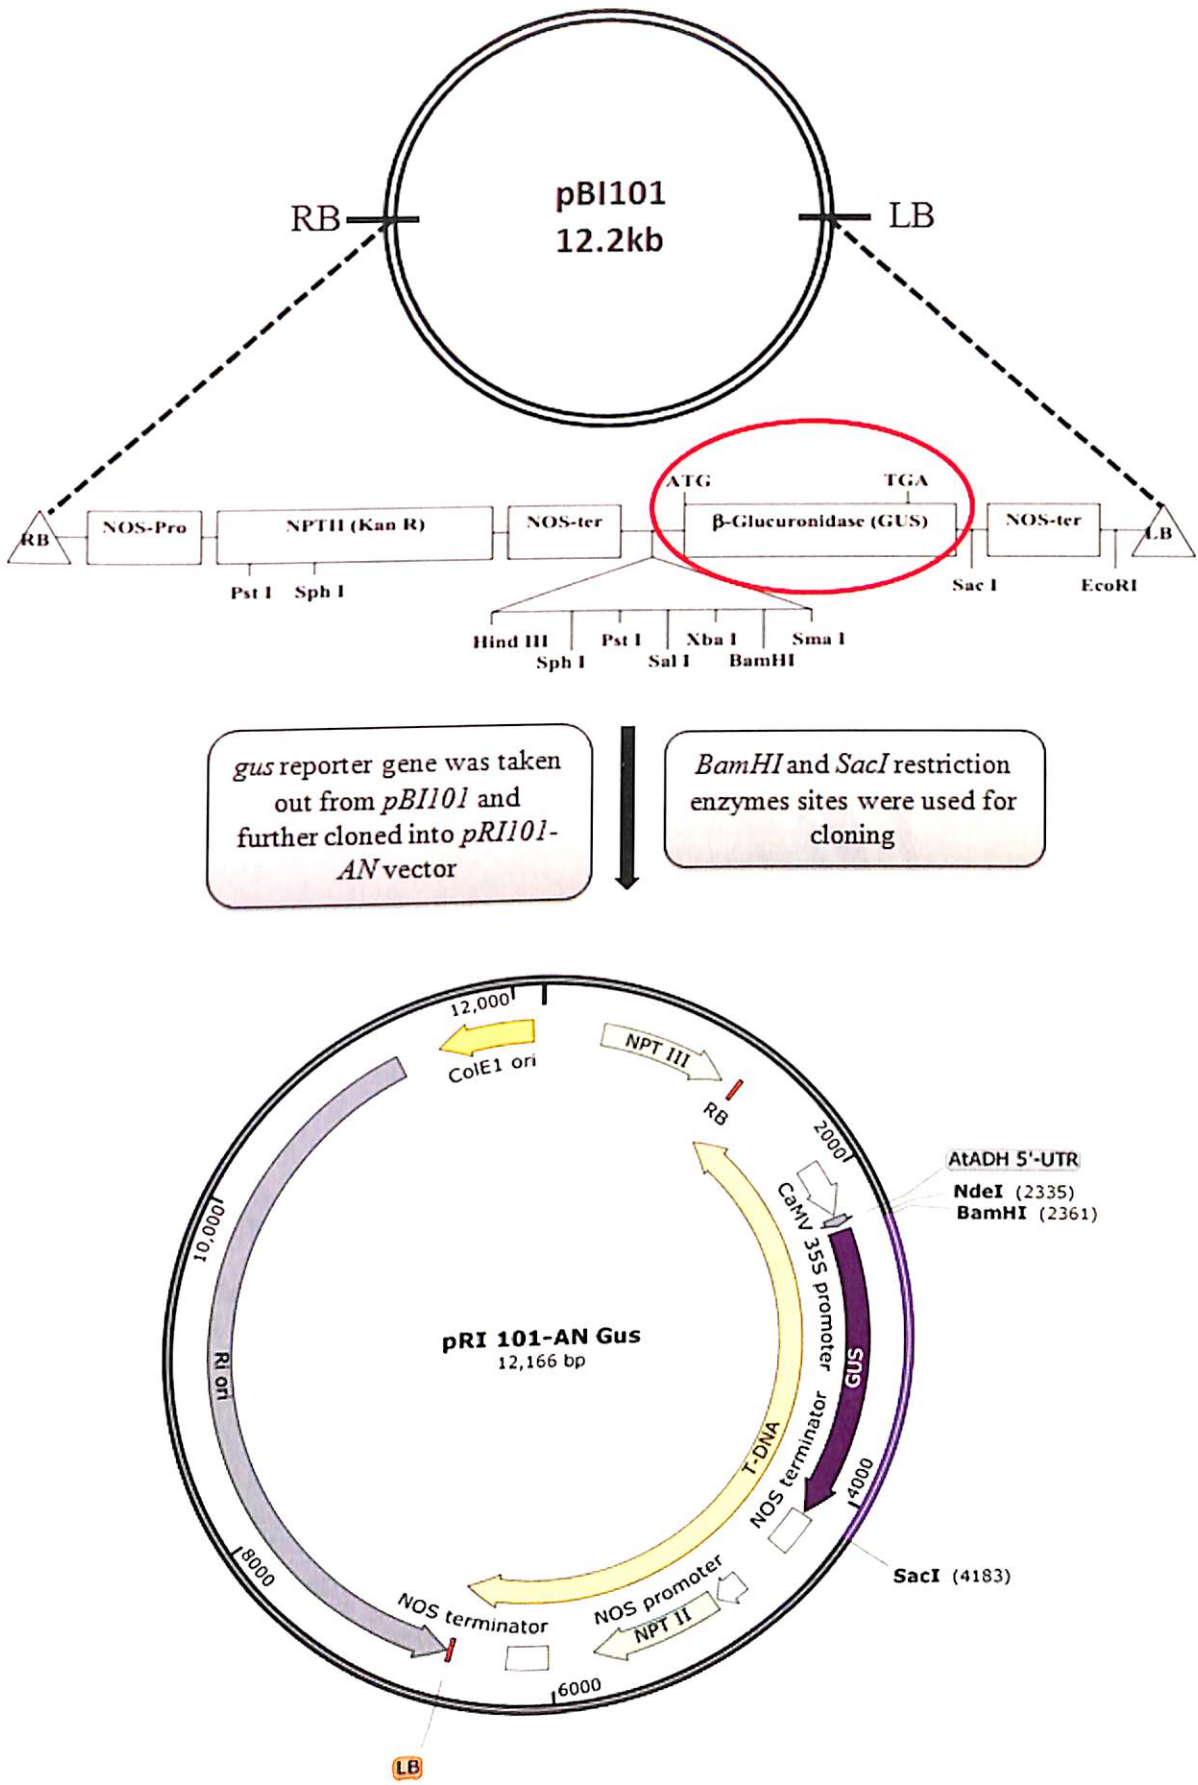 pBI101
12.2kb
RB
LB
ATG
TGA
RB
NOS-Pro
NPTII (Kan R)
NOS-ter
β-Glucuronidase (GUS)
NOS-ter
LB
Pst I
Sph I
Sac I
EcoRI
Hind III
Sph I
Pst I
Sal I
Xba I
BamHI
Sma I
gus reporter gene was taken
out from pBI101 and
further cloned into pRI101-
AN vector
BamHI and SacI restriction
enzymes sites were used for
cloning
12,000
ColE1 ori
NPT III
RB
2000
AtADH 5'-UTR
NdeI (2335)
BamHI (2361)
CaMV 35S promoter
10,000
pRI 101-AN Gus
12,166 bp
Ri ori
GUS
T-DNA
NOS terminator
4000
SacI (4183)
8000
NOS terminator
NOS promoter
NPT II
6000
LB